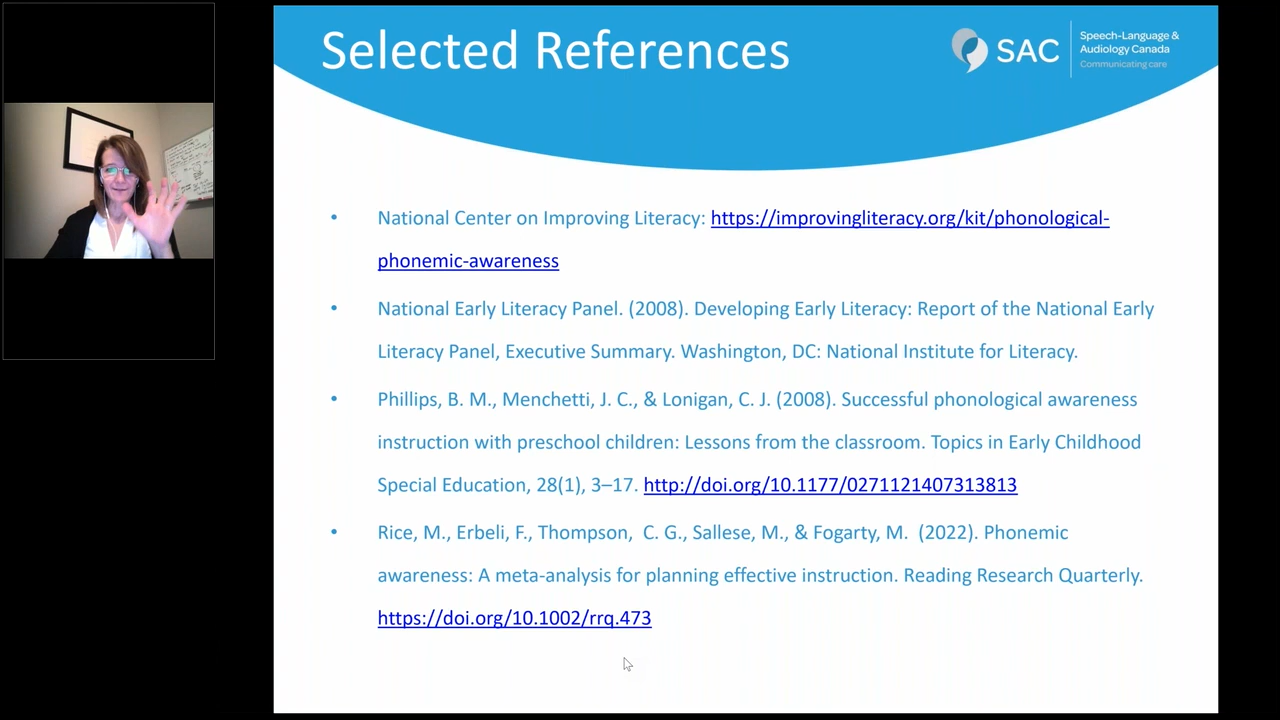 Selected References
SAC
Speech-Language &
Audiology Canada
Communicating care
• National Center on Improving Literacy: https://improvingliteracy.org/kit/phonological-
phonemic-awareness
• National Early Literacy Panel. (2008). Developing Early Literacy: Report of the National Early
Literacy Panel, Executive Summary. Washington, DC: National Institute for Literacy.
• Phillips, B. M., Menchetti, J. C., & Lonigan, C. J. (2008). Successful phonological awareness
instruction with preschool children: Lessons from the classroom. Topics in Early Childhood
Special Education, 28(1), 3–17. http://doi.org/10.1177/0271121407313813
• Rice, M., Erbeli, F., Thompson,  C. G., Sallese, M., & Fogarty, M.  (2022). Phonemic
awareness: A meta-analysis for planning effective instruction. Reading Research Quarterly.
https://doi.org/10.1002/rrq.473